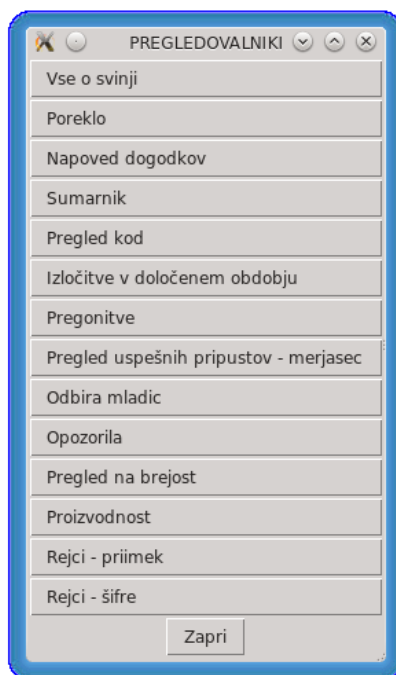 PREGLEDOVALNIKI
Vse o svinji
Poreklo
Napoved dogodkov
Sumarnik
Pregled kod
Izločitve v določenem obdobju
Pregonitve
Pregled uspešnih pripustov - merjasec
Odbira mladic
Opozorila
Pregled na brejost
Proizvodnost
Rejci - priimek
Rejci - šifre
Zapri